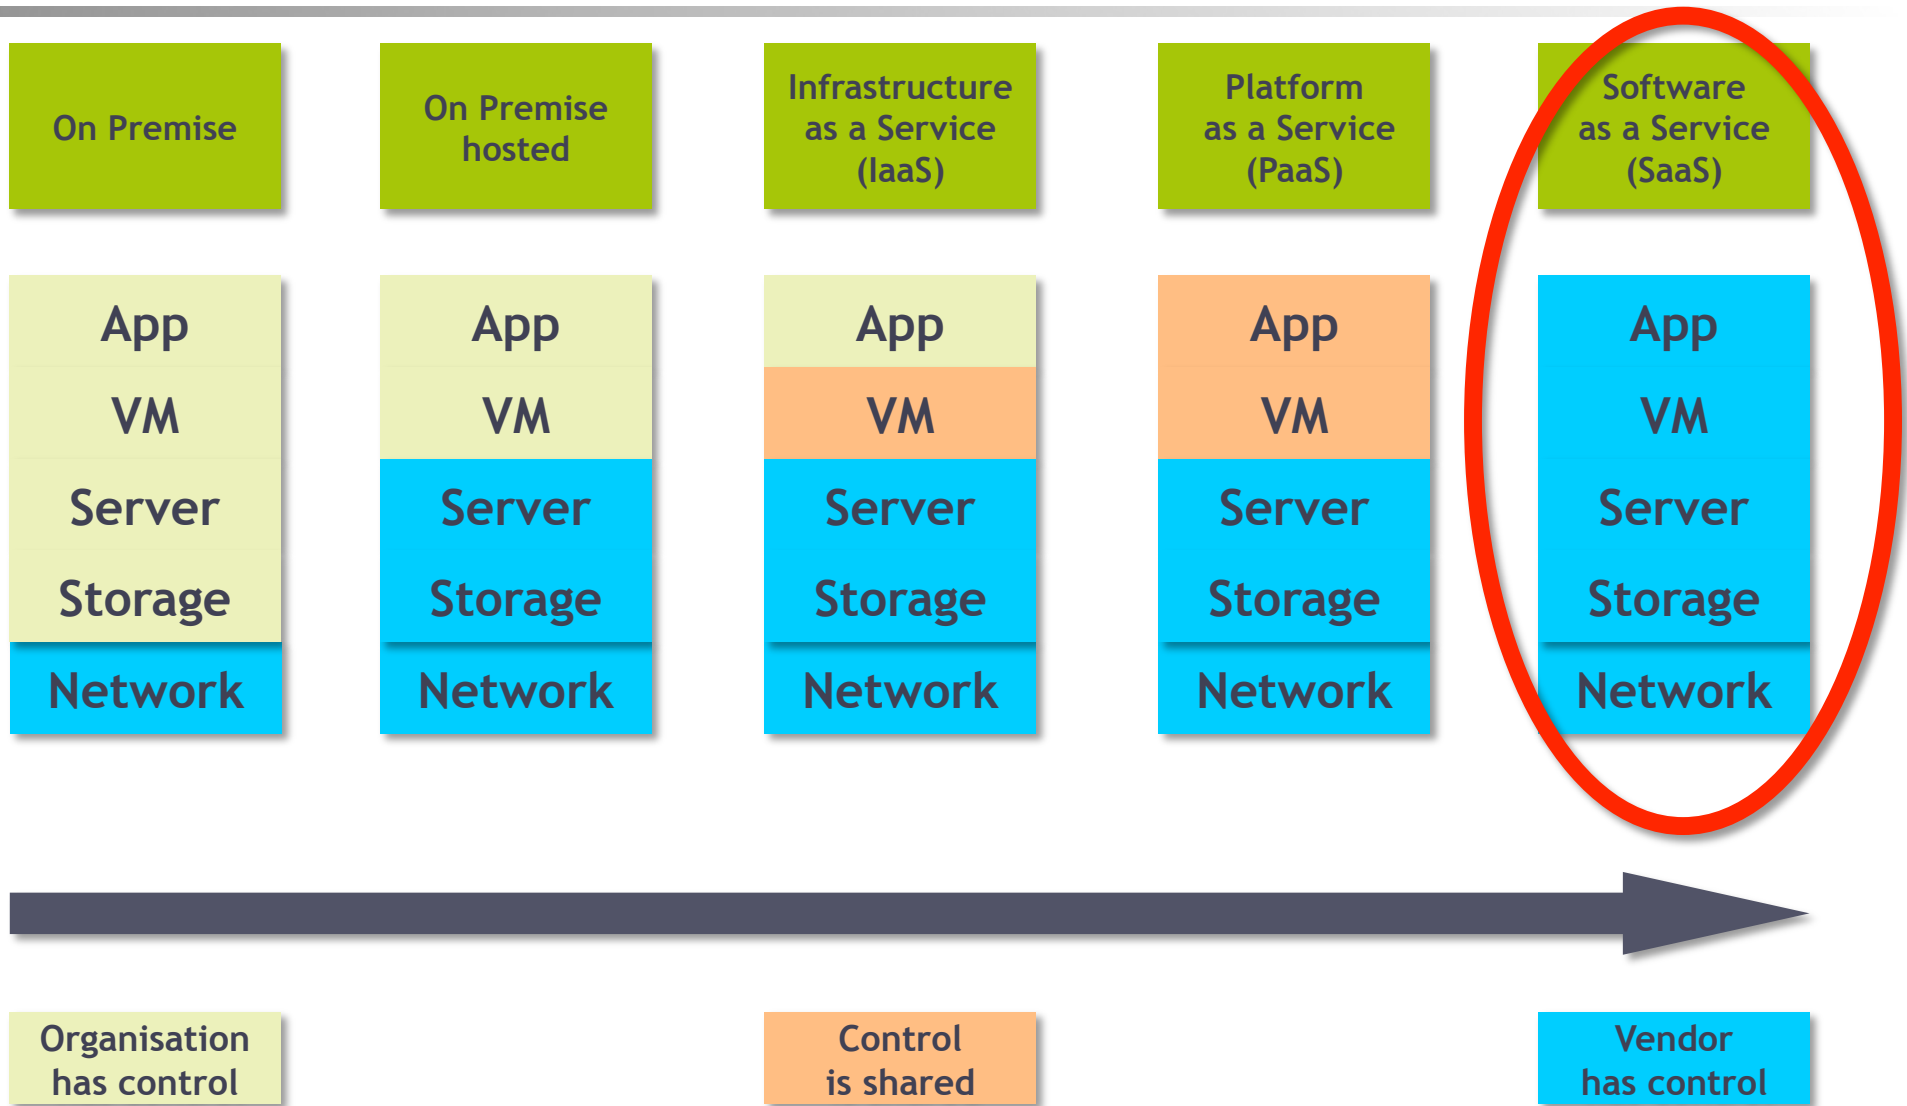 On Premise
On Premise
hosted
Infrastructure
as a Service
(IaaS)
Platform
as a Service
(PaaS)
Software
as a Service
(SaaS)
App
VM
Server
Storage
Network
App
VM
Server
Storage
Network
App
VM
Server
Storage
Network
App
VM
Server
Storage
Network
App
VM
Server
Storage
Network
Organisation
has control
Control
is shared
Vendor
has control